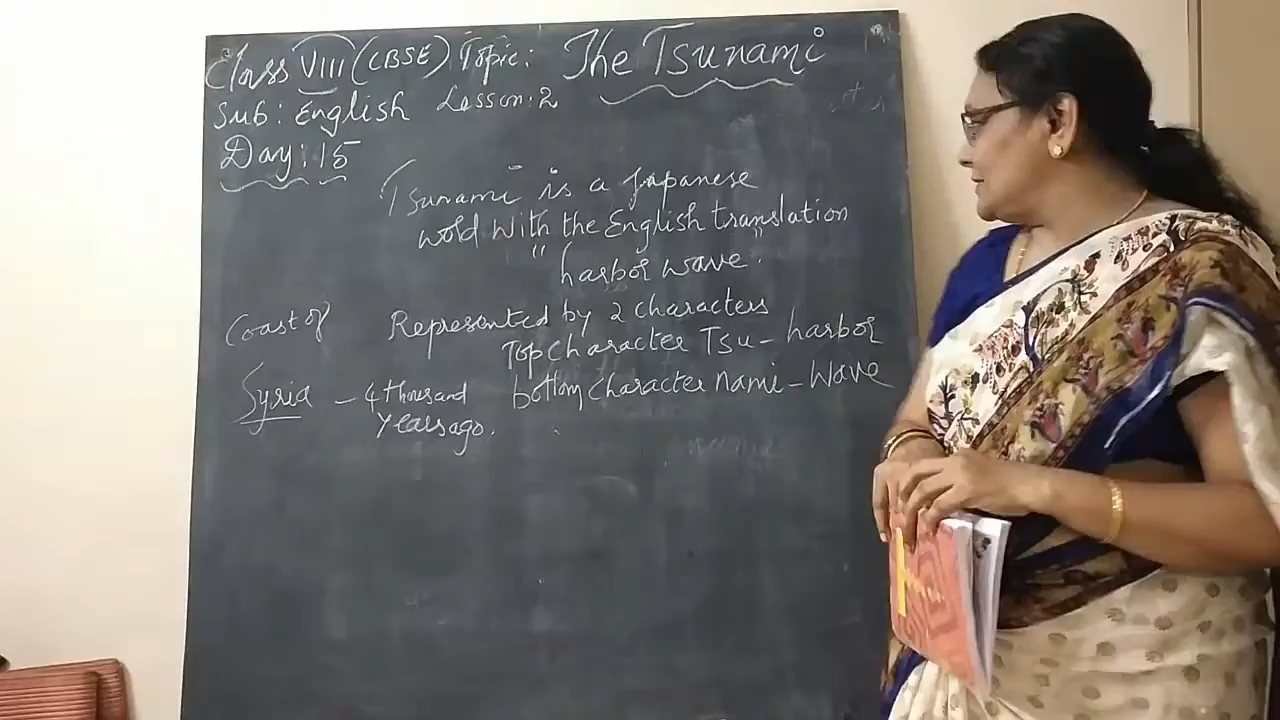 Class VIII (CBSE) Topic: The Tsunami
Sub: English Lesson: 2
Day: 15
Tsunami is a Japanese
wold with the English translation
"harbor wave".
Coast of
Represented by 2 characters
Top Character Tsu - harbor
Syria - 4 thousand
years ago.
bottom Character nami - wave